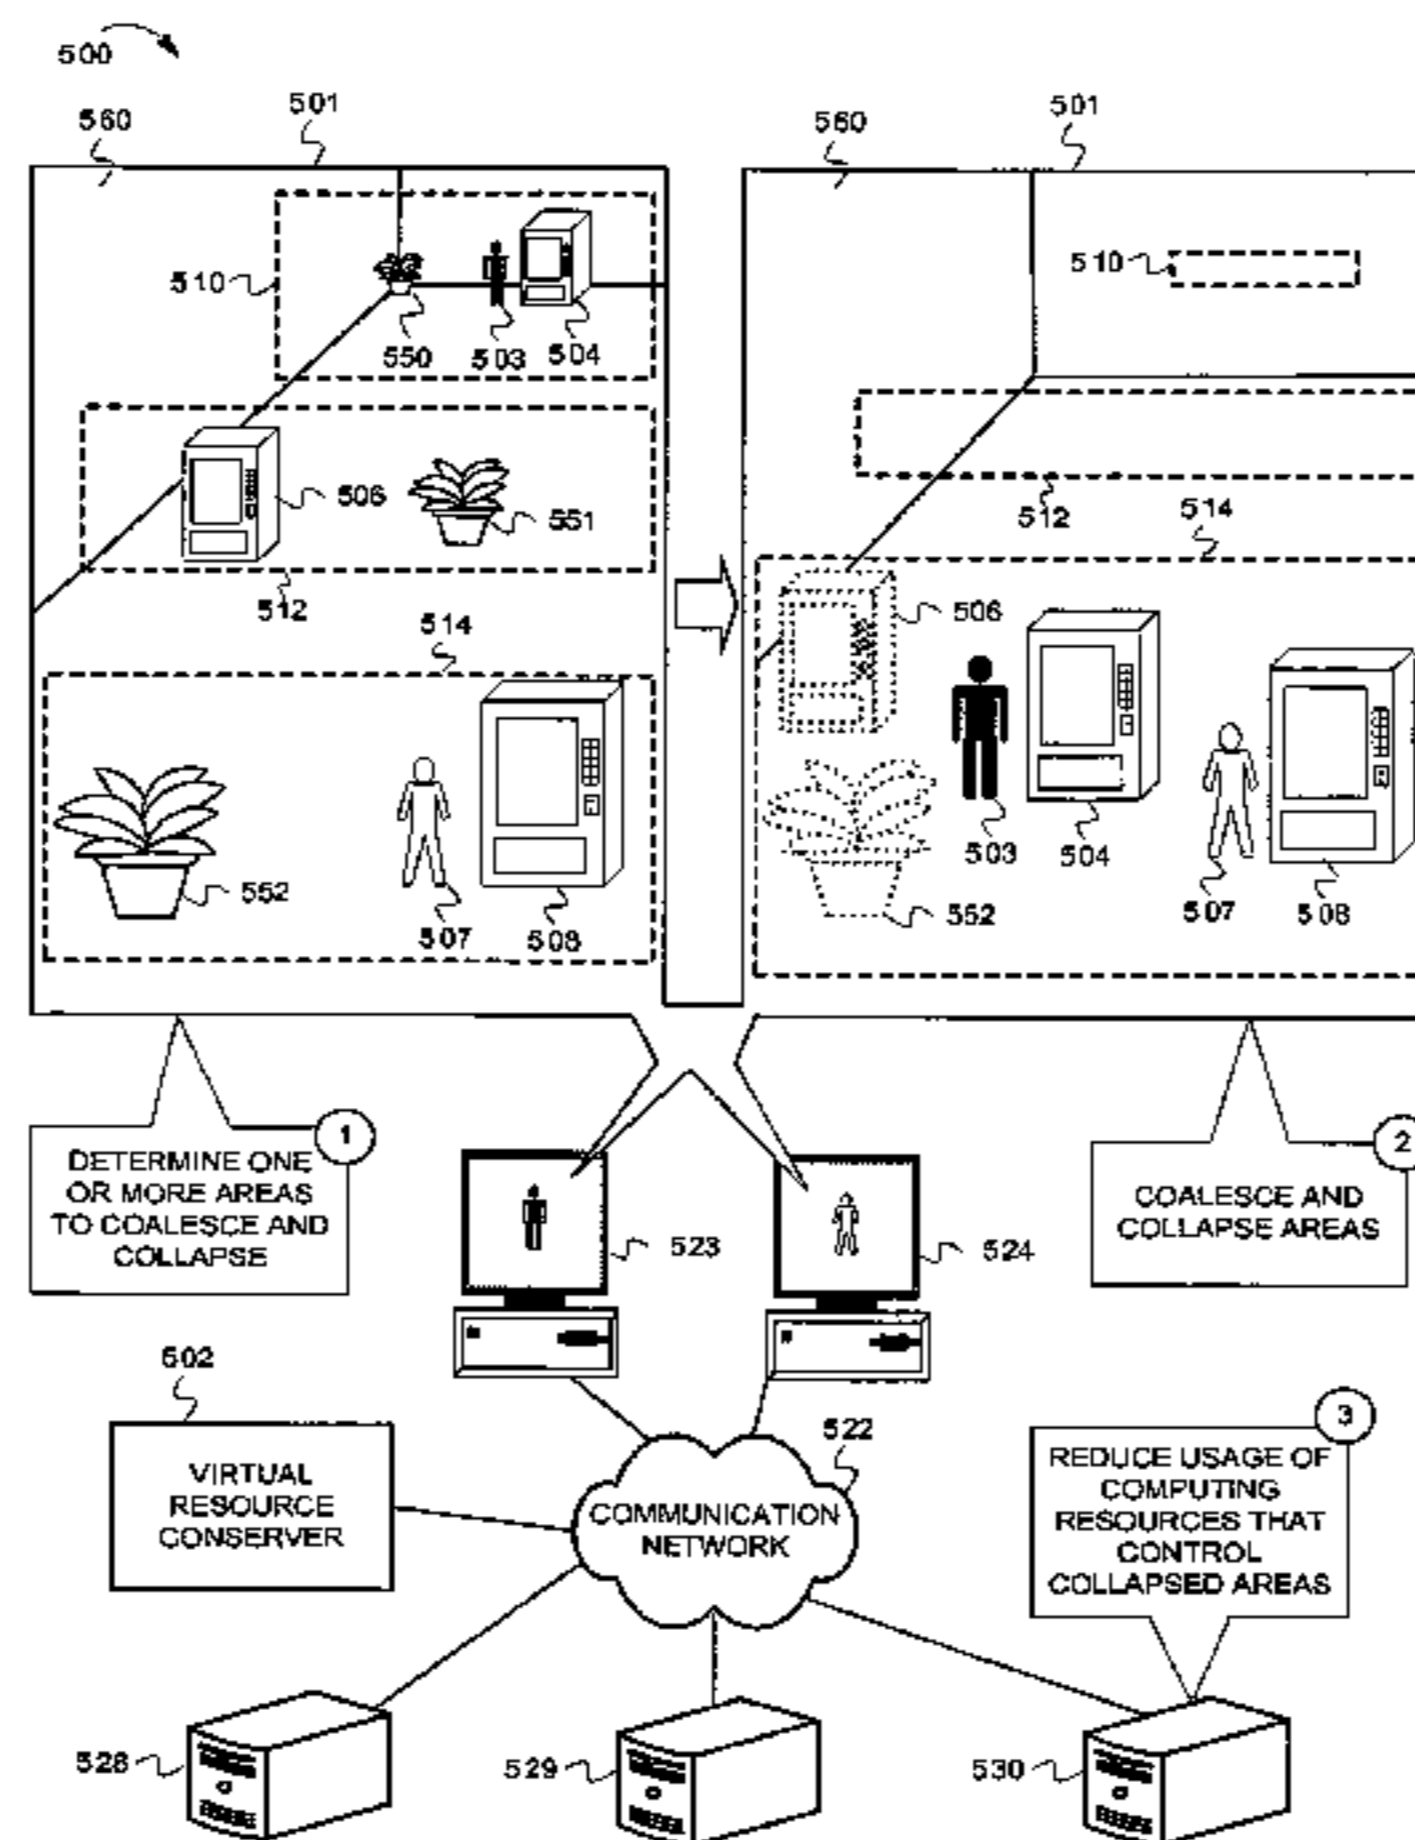 500
560
501
560
501
510
550
503
504
510
506
551
512
512
514
514
506
552
507
508
503
504
552
507
508
1
DETERMINE ONE
OR MORE AREAS
TO COALESCE AND
COLLAPSE
2
COALESCE AND
COLLAPSE AREAS
523
524
502
VIRTUAL
RESOURCE
CONSERVER
522
COMMUNICATION
NETWORK
3
REDUCE USAGE OF
COMPUTING
RESOURCES THAT
CONTROL
COLLAPSED AREAS
528
529
530